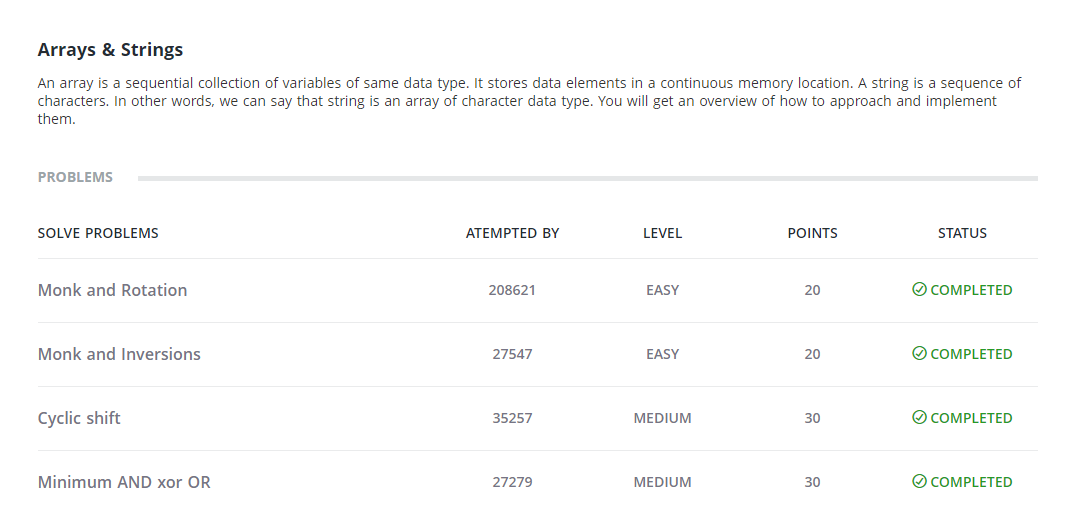 Arrays & Strings
An array is a sequential collection of variables of same data type. It stores data elements in a continuous memory location. A string is a sequence of
characters. In other words, we can say that string is an array of character data type. You will get an overview of how to approach and implement
them.
PROBLEMS
SOLVE PROBLEMS ATEMPTED BY LEVEL POINTS STATUS
Monk and Rotation 208621 EASY 20 COMPLETED
Monk and Inversions 27547 EASY 20 COMPLETED
Cyclic shift 35257 MEDIUM 30 COMPLETED
Minimum AND xor OR 27279 MEDIUM 30 COMPLETED